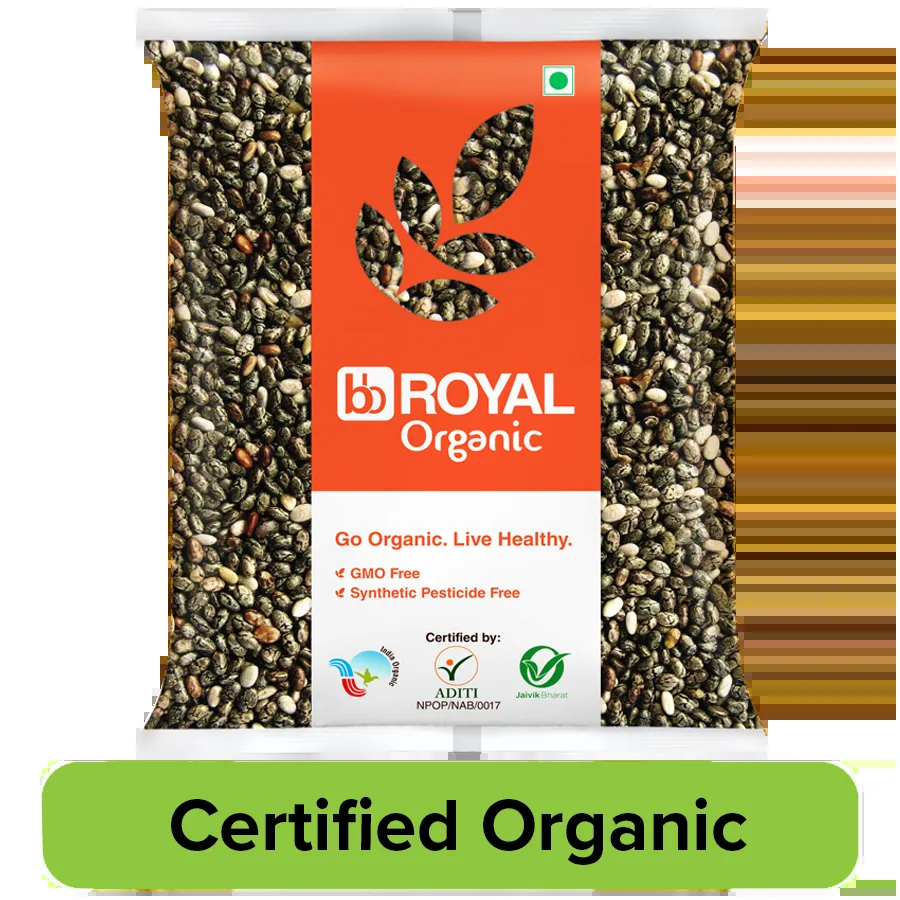 bb ROYAL
Organic
Go Organic. Live Healthy.
GMO Free
Synthetic Pesticide Free
Certified by:
India Organic
ADITI
NPOP/NAB/0017
Jaivik Bharat
Certified Organic